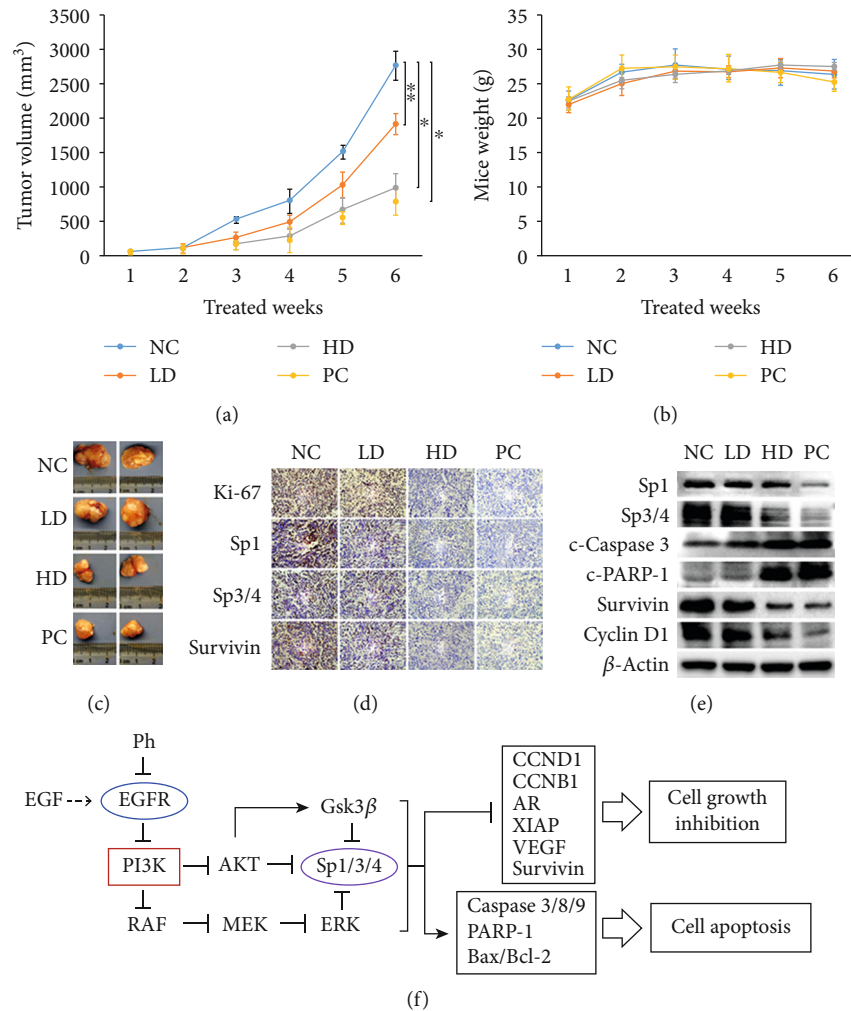 Tumor volume (mm³)
3500
3000
2500
2000
1500
1000
500
0
1 2 3 4 5 6
Treated weeks
**
*
*
NC HD
LD PC
(a)
Mice weight (g)
35
30
25
20
15
10
5
0
1 2 3 4 5 6
Treated weeks
NC HD
LD PC
(b)
NC
LD
HD
PC
(c)
NC LD HD PC
Ki-67
Sp1
Sp3/4
Survivin
(d)
NC LD HD PC
Sp1
Sp3/4
c-Caspase 3
c-PARP-1
Survivin
Cyclin D1
β-Actin
(e)
Ph
EGF EGFR
PI3K AKT
RAF MEK ERK
Gsk3β
Sp1/3/4
CCND1
CCNB1
AR
XIAP
VEGF
Survivin
Cell growth
inhibition
Caspase 3/8/9
PARP-1
Bax/Bcl-2
Cell apoptosis
(f)